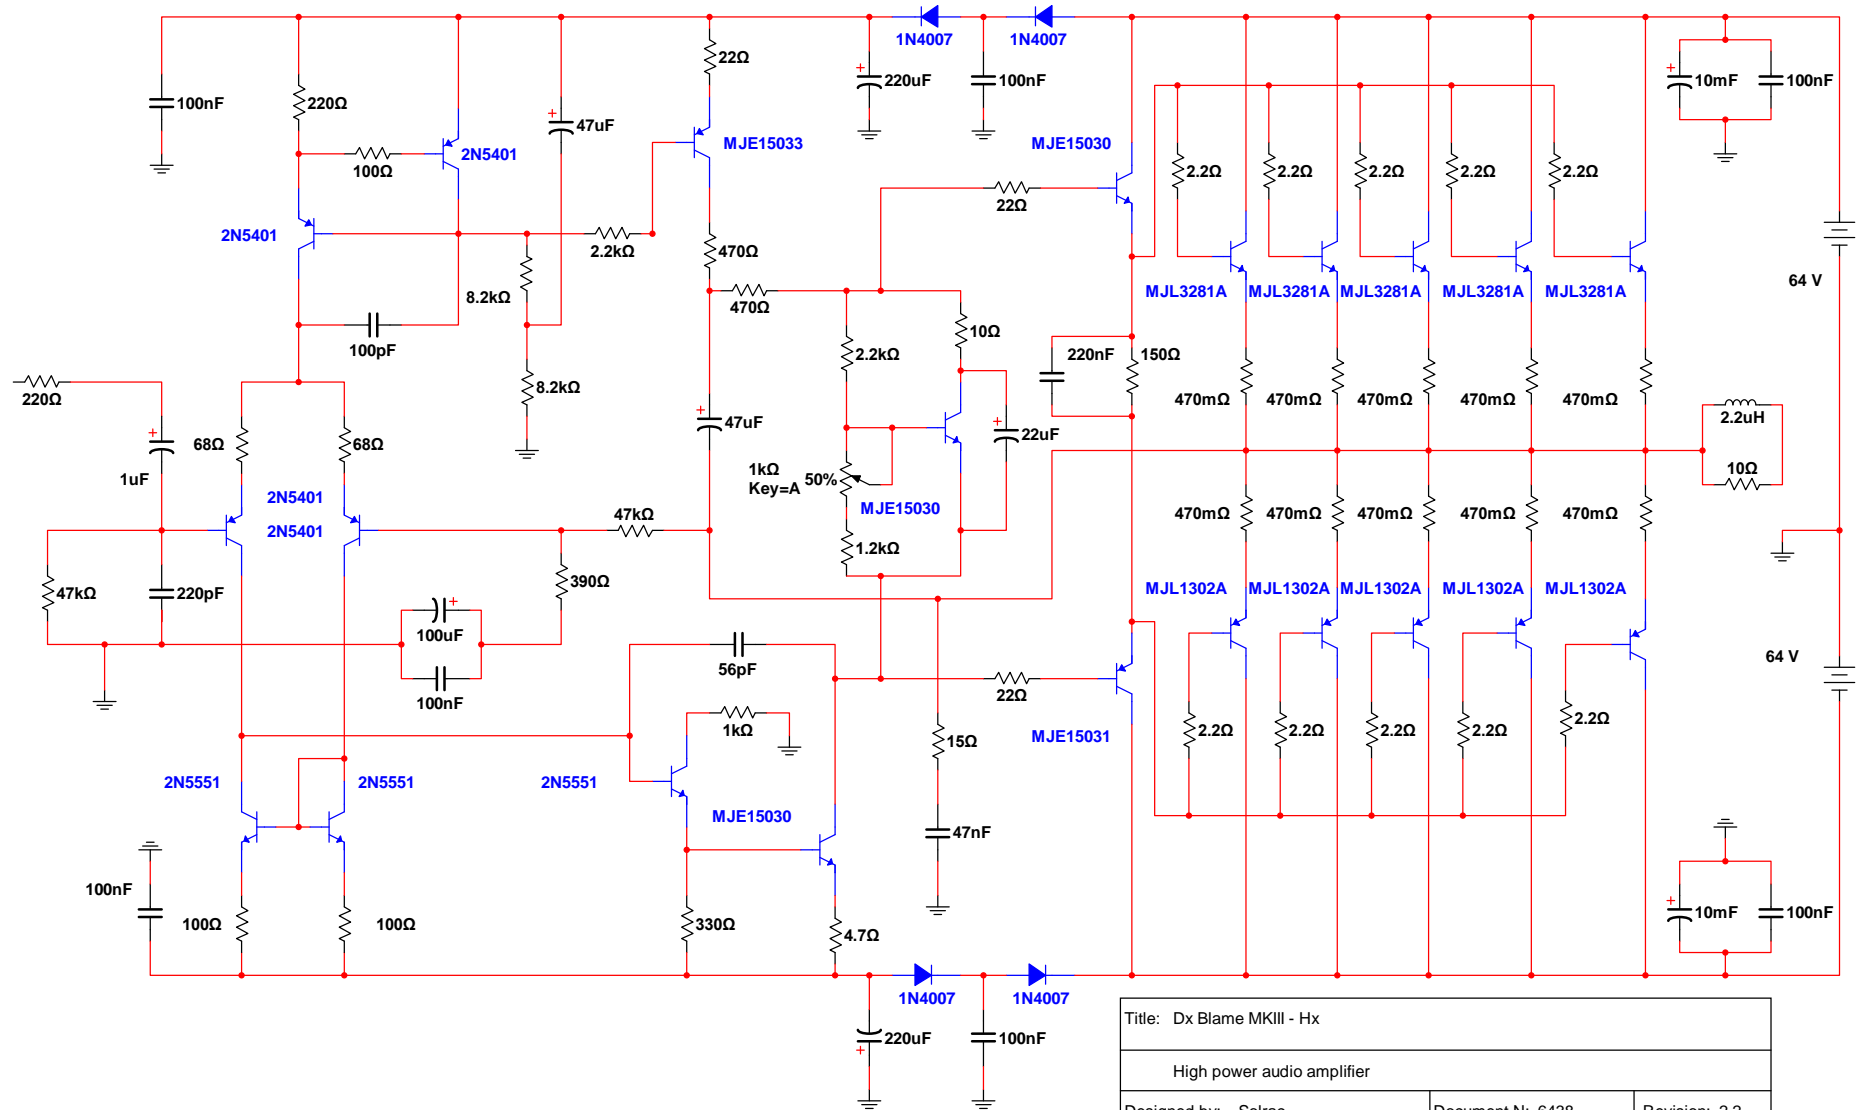 1N4007
1N4007
22Ω
100nF
220Ω
220uF
100nF
10mF
100nF
47uF
MJE15033
MJE15030
2N5401
100Ω
2.2Ω
2.2Ω
2.2Ω
2.2Ω
2.2Ω
22Ω
2N5401
2.2kΩ
470Ω
8.2kΩ
470Ω
MJL3281A
MJL3281A
MJL3281A
MJL3281A
MJL3281A
64 V
100pF
10Ω
2.2kΩ
220nF
150Ω
8.2kΩ
220Ω
470mΩ
470mΩ
470mΩ
470mΩ
470mΩ
2.2uH
68Ω
68Ω
47uF
22uF
1uF
1kΩ
Key=A
50%
10Ω
2N5401
2N5401
MJE15030
47kΩ
470mΩ
470mΩ
470mΩ
470mΩ
470mΩ
1.2kΩ
47kΩ
220pF
390Ω
MJL1302A
MJL1302A
MJL1302A
MJL1302A
MJL1302A
100uF
56pF
64 V
100nF
22Ω
1kΩ
15Ω
MJE15031
2.2Ω
2.2Ω
2.2Ω
2.2Ω
2.2Ω
2N5551
2N5551
2N5551
MJE15030
47nF
100nF
100Ω
100Ω
330Ω
4.7Ω
10mF
100nF
1N4007
1N4007
220uF
100nF
Title: Dx Blame MKIII - Hx
High power audio amplifier